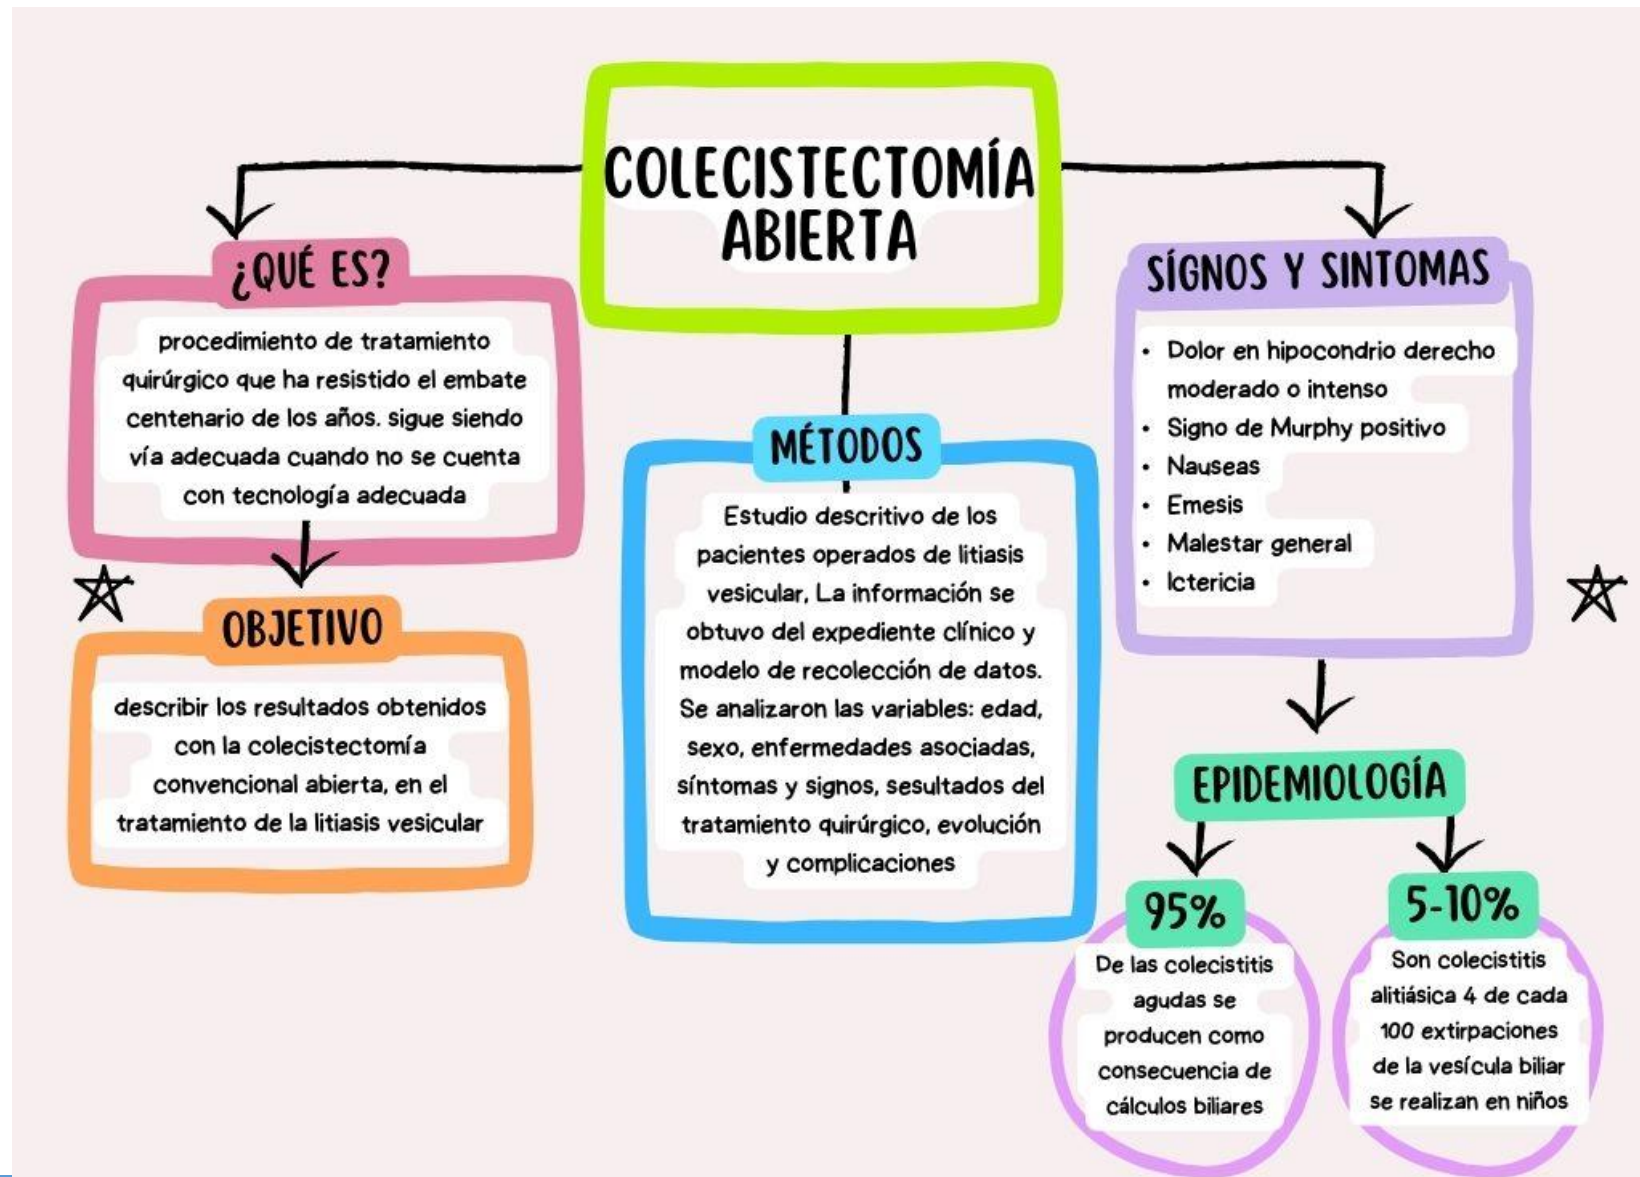 COLECISTECTOMÍA
ABIERTA
¿QUÉ ES?
procedimiento de tratamiento
quirúrgico que ha resistido el embate
centenario de los años. sigue siendo
vía adecuada cuando no se cuenta
con tecnología adecuada
OBJETIVO
describir los resultados obtenidos
con la colecistectomía
convencional abierta, en el
tratamiento de la litiasis vesicular
MÉTODOS
Estudio descritivo de los
pacientes operados de litiasis
vesicular, La información se
obtuvo del expediente clínico y
modelo de recolección de datos.
Se analizaron las variables: edad,
sexo, enfermedades asociadas,
síntomas y signos, sesultados del
tratamiento quirúrgico, evolución
y complicaciones
SÍGNOS Y SINTOMAS
• Dolor en hipocondrio derecho
moderado o intenso
• Signo de Murphy positivo
• Nauseas
• Emesis
• Malestar general
• Ictericia
EPIDEMIOLOGÍA
95%
De las colecistitis
agudas se
producen como
consecuencia de
cálculos biliares
5-10%
Son colecistitis
alitiásica 4 de cada
100 extirpaciones
de la vesícula biliar
se realizan en niños